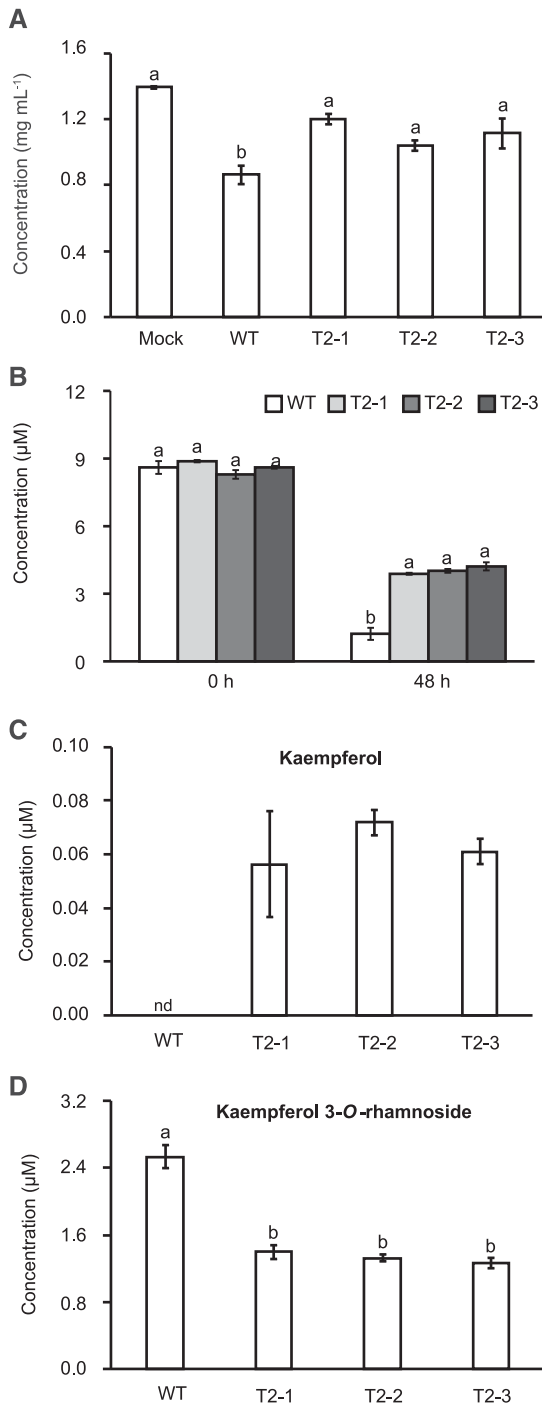 A
Concentration (mg mL⁻¹)
1.6
1.2
0.8
0.4
0.0
a
b
a
a
a
Mock WT T2-1 T2-2 T2-3
B
Concentration (µM)
12
9
6
3
0
WT T2-1 T2-2 T2-3
a a a a
b a a a
0 h 48 h
C
Kaempferol
Concentration (µM)
0.10
0.08
0.06
0.04
0.02
0.00
nd
WT T2-1 T2-2 T2-3
D
Kaempferol 3-O-rhamnoside
Concentration (µM)
3.2
2.4
1.6
0.8
0.0
a
b b b
WT T2-1 T2-2 T2-3